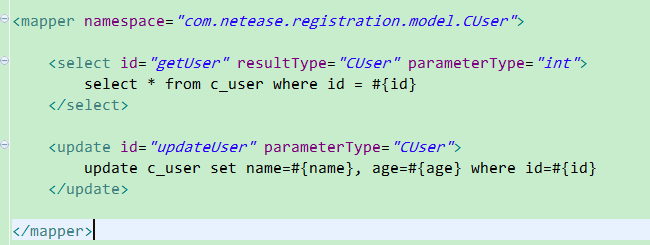 <mapper namespace="com.netease.registration.model.CUser">
<select id="getUser" resultType="CUser" parameterType="int">
select * from c_user where id = #{id}
</select>
<update id="updateUser" parameterType="CUser">
update c_user set name=#{name}, age=#{age} where id=#{id}
</update>
</mapper>